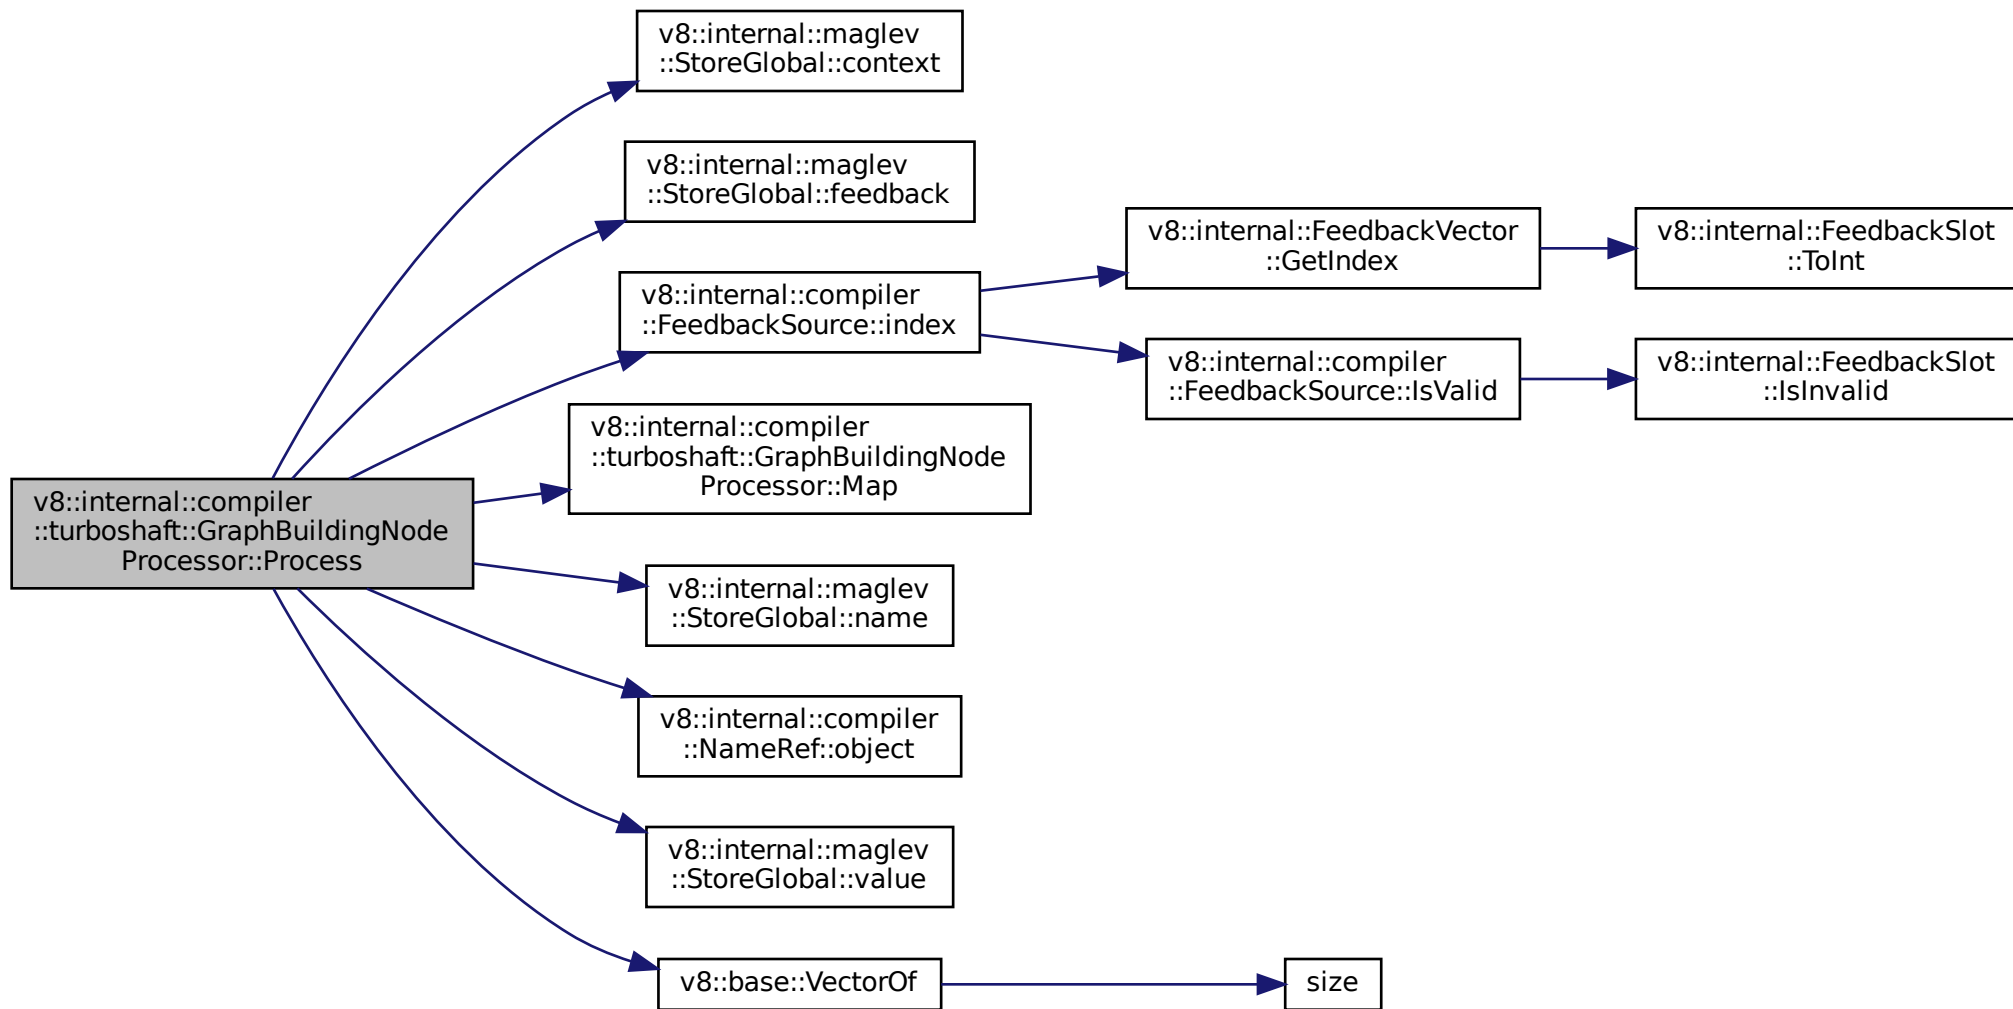 v8::internal::maglev
::StoreGlobal::context
v8::internal::maglev
::StoreGlobal::feedback
v8::internal::FeedbackVector
::GetIndex
v8::internal::FeedbackSlot
::ToInt
v8::internal::compiler
::FeedbackSource::index
v8::internal::compiler
::FeedbackSource::IsValid
v8::internal::FeedbackSlot
::IsInvalid
v8::internal::compiler
::turboshaft::GraphBuildingNode
Processor::Map
v8::internal::compiler
::turboshaft::GraphBuildingNode
Processor::Process
v8::internal::maglev
::StoreGlobal::name
v8::internal::compiler
::NameRef::object
v8::internal::maglev
::StoreGlobal::value
v8::base::VectorOf
size